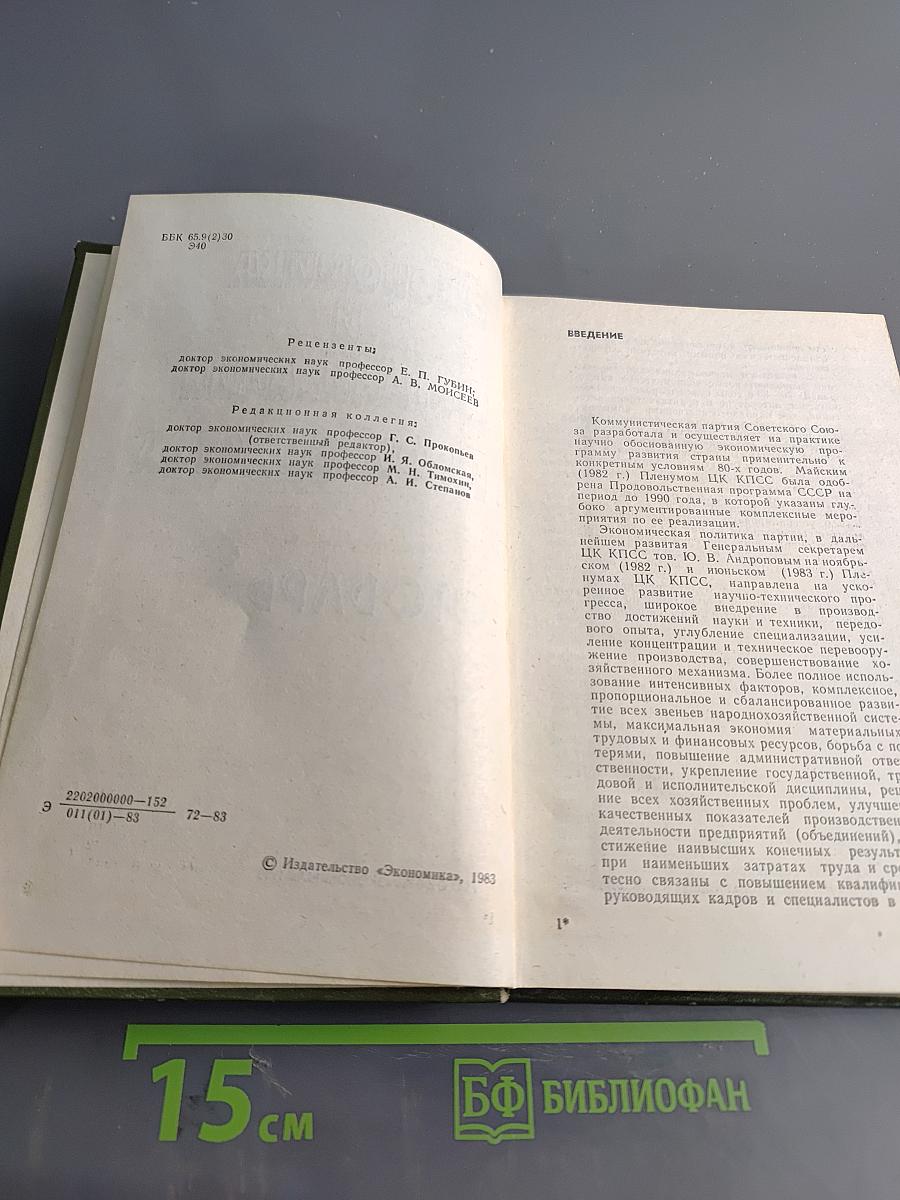 ББК 65.9(2)30
Э40
Рецензенты:
доктор экономических наук профессор Е. П. ГУБИН,
доктор экономических наук профессор А. В. МОИСЕЕВ
Редакционная коллегия:
доктор экономических наук профессор Г. С. Прокопьев
(ответственный редактор),
доктор экономических наук профессор И. Я. Обломская,
доктор экономических наук профессор М. Н. Тимохин,
доктор экономических наук профессор А. И. Степанов
Э 2202000000—152
011(01)—83 72—83
© Издательство «Экономика», 1983
ВВЕДЕНИЕ
Коммунистическая партия Советского Сою-
за разработала и осуществляет на практике
научно обоснованную экономическую про-
грамму развития страны применительно к
конкретным условиям 80-х годов. Майским
(1982 г.) Пленумом ЦК КПСС была одоб-
рена Продовольственная программа СССР на
период до 1990 года, в которой указаны глу-
боко аргументированные комплексные меро-
приятия по ее реализации.
Экономическая политика партии, в даль-
нейшем развитая Генеральным секретарем
ЦК КПСС тов. Ю. В. Андроповым на ноябрь-
ском (1982 г.) и июньском (1983 г.) Пле-
нумах ЦК КПСС, направлена на уско-
ренное развитие научно-технического про-
гресса, широкое внедрение в производ-
ство достижений науки и техники, передо-
вого опыта, углубление специализации, уси-
ление концентрации и техническое перевоору-
жение производства, совершенствование хо-
зяйственного механизма. Более полное исполь-
зование интенсивных факторов, комплексное,
пропорциональное и сбалансированное разви-
тие всех звеньев народнохозяйственной систе-
мы, максимальная экономия материальных
трудовых и финансовых ресурсов, борьба с по
терями, повышение административной отве
ственности, укрепление государственной, тр
довой и исполнительской дисциплины, реш
ние всех хозяйственных проблем, улучше
качественных показателей производствен
деятельности предприятий (объединений),
стижение наивысших конечных результ
при наименьших затратах труда и сре
тесно связаны с повышением квалифи
руководящих кадров и специалистов в
1*
15 см
БФ БИБЛИОФАН